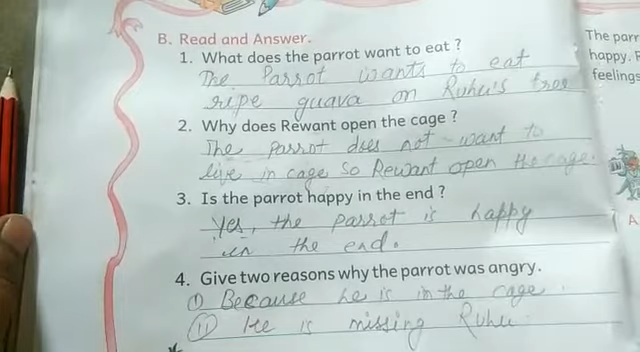 B. Read and Answer.
1. What does the parrot want to eat ?
The Parrot wants to eat
ripe guava on Ruhu's tree
2. Why does Rewant open the cage ?
The parrot does not want to
live in cage so Rewant open the cage.
3. Is the parrot happy in the end ?
Yes, the parrot is happy
in the end.
4. Give two reasons why the parrot was angry.
(i) Because he is in the cage.
(ii) He is missing Ruhu
The parr
happy. F
feelings
A